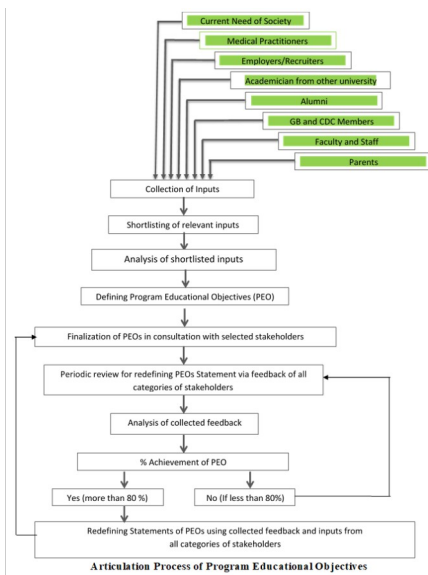 Current Need of Society
Medical Practitioners
Employers/Recruiters
Academician from other university
Alumni
GB and CDC Members
Faculty and Staff
Parents
Collection of Inputs
Shortlisting of relevant inputs
Analysis of shortlisted inputs
Defining Program Educational Objectives (PEO)
Finalization of PEOs in consultation with selected stakeholders
Periodic review for redefining PEOs Statement via feedback of all
categories of stakeholders
Analysis of collected feedback
% Achievement of PEO
Yes (more than 80 %)
No (If less than 80%)
Redefining Statements of PEOs using collected feedback and inputs from
all categories of stakeholders
Articulation Process of Program Educational Objectives